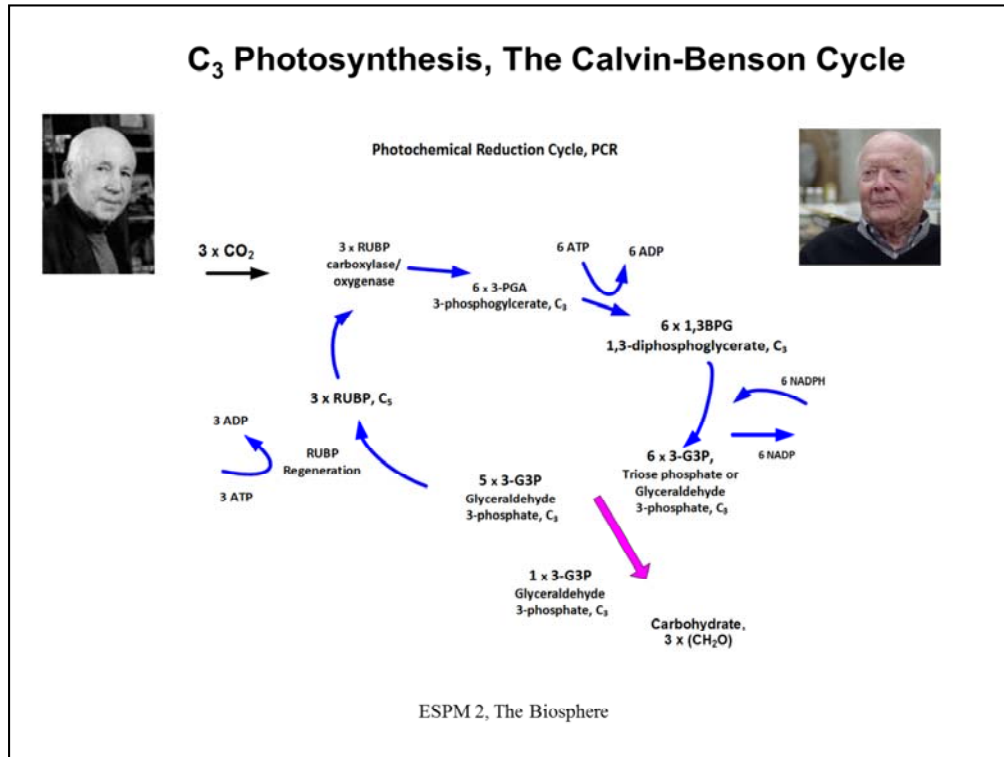 C₃ Photosynthesis, The Calvin-Benson Cycle
Photochemical Reduction Cycle, PCR
3 x CO₂
3 x RUBP
carboxylase/
oxygenase
6 x 3-PGA
3-phosphogylcerate, C₃
6 ATP
6 ADP
6 x 1,3BPG
1,3-diphosphoglycerate, C₃
6 NADPH
6 NADP
6 x 3-G3P,
Triose phosphate or
Glyceraldehyde
3-phosphate, C₃
5 x 3-G3P
Glyceraldehyde
3-phosphate, C₃
3 x RUBP, C₅
3 ADP
RUBP
Regeneration
3 ATP
1 x 3-G3P
Glyceraldehyde
3-phosphate, C₃
Carbohydrate,
3 x (CH₂O)
ESPM 2, The Biosphere